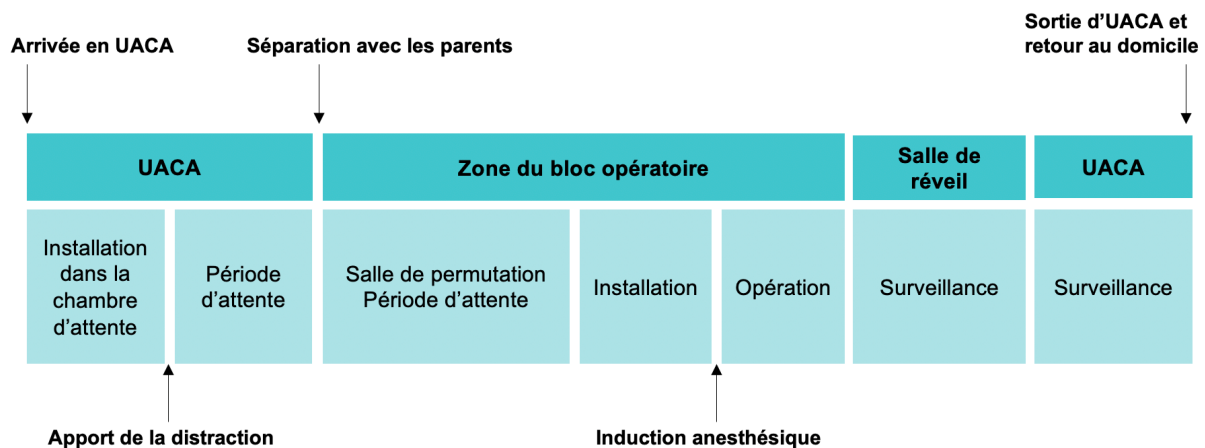 Arrivée en UACA
Séparation avec les parents
Sortie d’UACA et
retour au domicile
UACA
Zone du bloc opératoire
Salle de
réveil
UACA
Installation
dans la
chambre
d’attente
Période
d’attente
Salle de permutation
Période d’attente
Installation
Opération
Surveillance
Surveillance
Apport de la distraction
Induction anesthésique